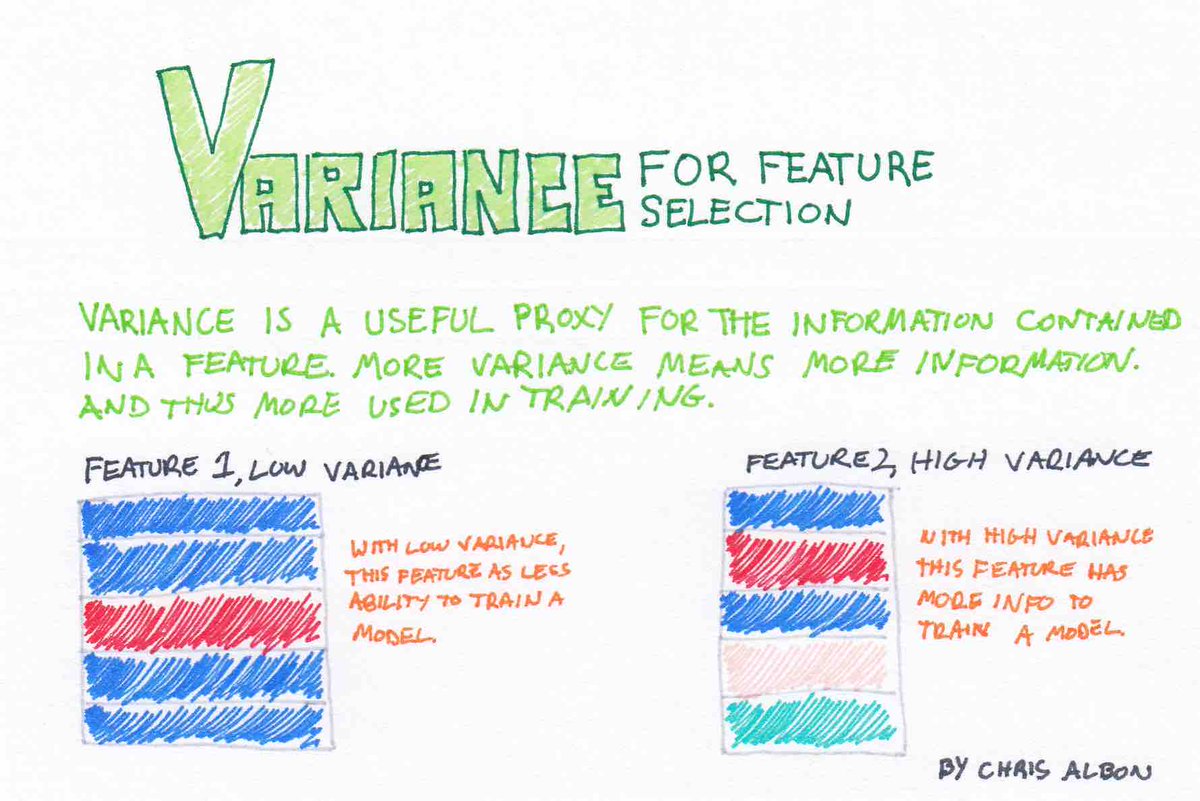 VARIANCE FOR FEATURE
SELECTION
VARIANCE IS A USEFUL PROXY FOR THE INFORMATION CONTAINED
IN A FEATURE. MORE VARIANCE MEANS MORE INFORMATION.
AND THUS MORE USED IN TRAINING.
FEATURE 1, LOW VARIANCE
WITH LOW VARIANCE,
THIS FEATURE AS LESS
ABILITY TO TRAIN A
MODEL.
FEATURE 2, HIGH VARIANCE
WITH HIGH VARIANCE
THIS FEATURE HAS
MORE INFO TO
TRAIN A MODEL.
BY CHRIS ALBON